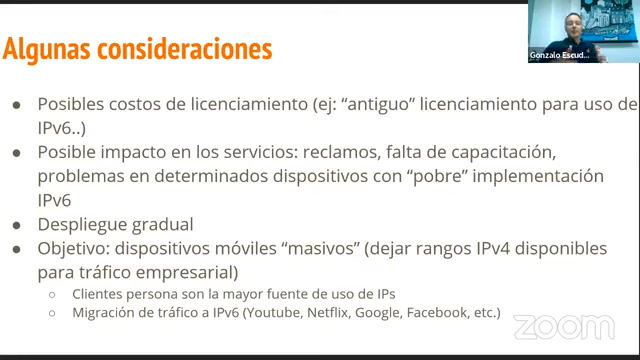 Algunas consideraciones
Gonzalo Escud...
● Posibles costos de licenciamiento (ej: “antiguo” licenciamiento para uso de
IPv6..)
● Posible impacto en los servicios: reclamos, falta de capacitación,
problemas en determinados dispositivos con “pobre” implementación
IPv6
● Despliegue gradual
● Objetivo: dispositivos móviles “masivos” (dejar rangos IPv4 disponibles
para tráfico empresarial)
○ Clientes persona son la mayor fuente de uso de IPs
○ Migración de tráfico a IPv6 (Youtube, Netflix, Google, Facebook, etc.)
zoom